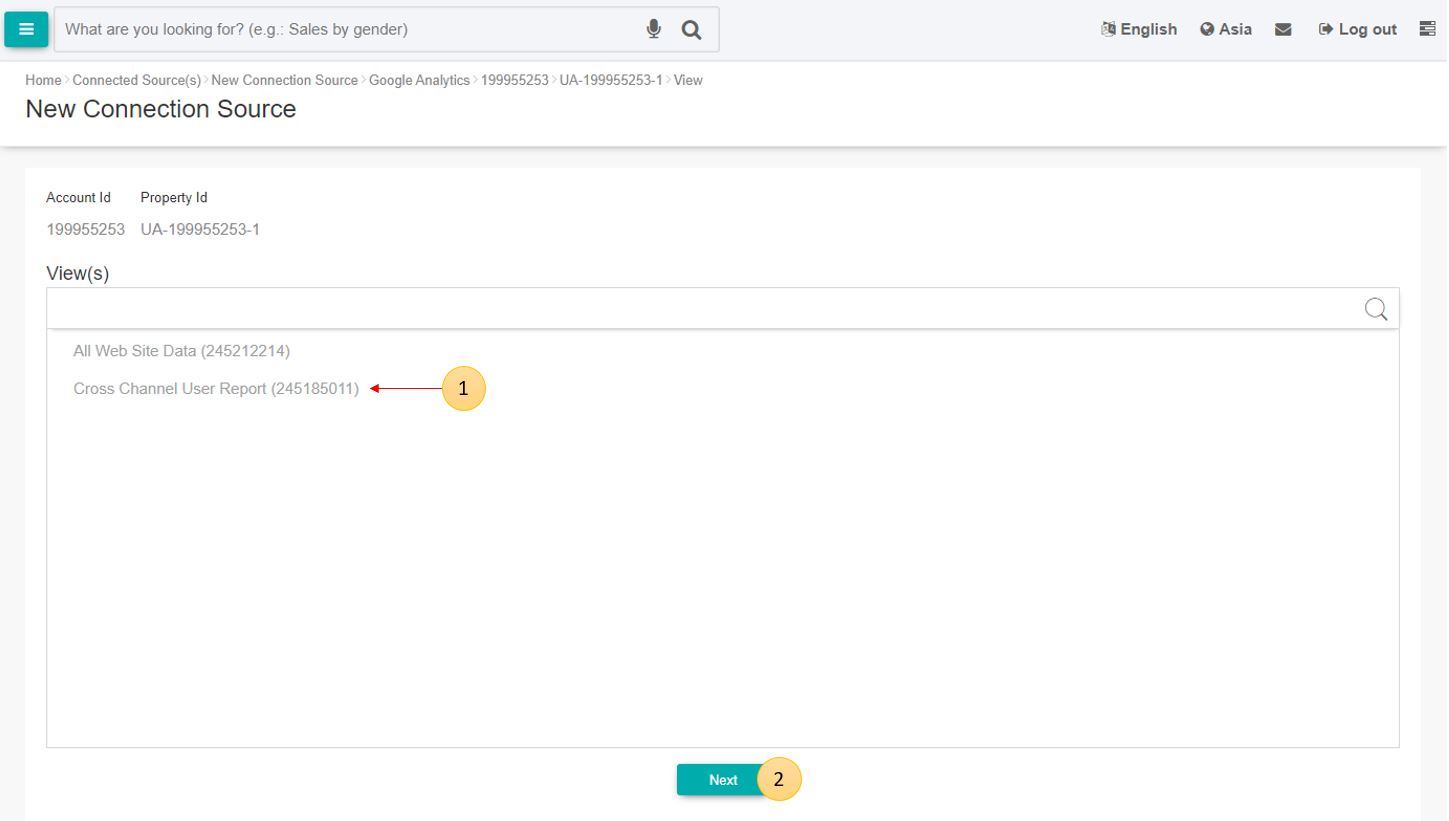 What are you looking for? (e.g.: Sales by gender) English Asia Log out
Home > Connected Source(s) > New Connection Source > Google Analytics > 199955253 > UA-199955253-1 > View
New Connection Source
Account Id Property Id
199955253 UA-199955253-1
View(s)
All Web Site Data (245212214)
Cross Channel User Report (245185011) 1
Next 2